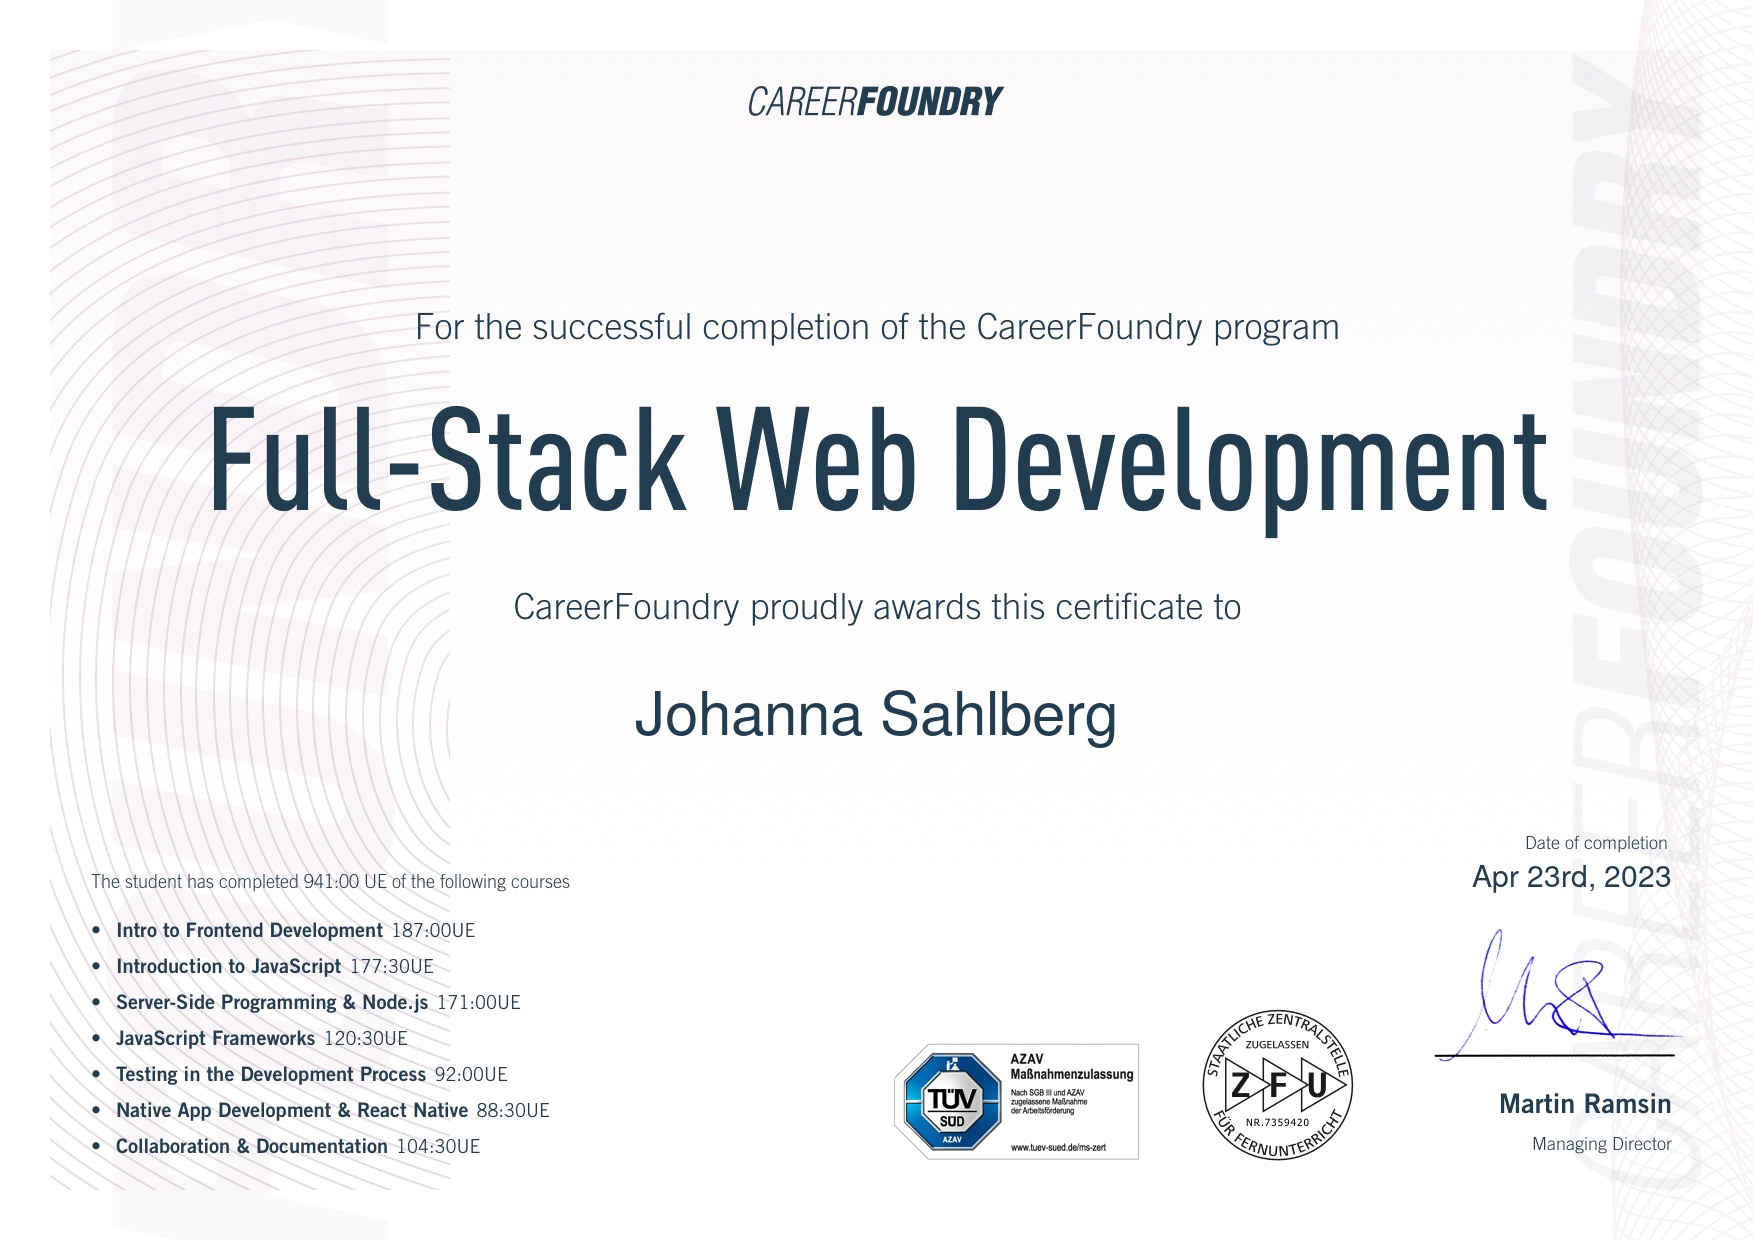 CAREERFOUNDRY
For the successful completion of the CareerFoundry program
Full-Stack Web Development
CareerFoundry proudly awards this certificate to
Johanna Sahlberg
Date of completion
Apr 23rd, 2023
The student has completed 941:00 UE of the following courses
• Intro to Frontend Development 187:00UE
• Introduction to JavaScript 177:30UE
• Server-Side Programming & Node.js 171:00UE
• JavaScript Frameworks 120:30UE
• Testing in the Development Process 92:00UE
• Native App Development & React Native 88:30UE
• Collaboration & Documentation 104:30UE
TÜV
SÜD
AZAV
AZAV
Maßnahmenzulassung
Nach SGB III und AZAV
zugelassene Maßnahme
der Arbeitsförderung
www.tuev-sued.de/ms-zert
STAATLICHE ZENTRALSTELLE
ZUGELASSEN
ZFU
NR.7359420
FÜR FERNUNTERRICHT
Martin Ramsin
Managing Director
CAREERFOUNDRY